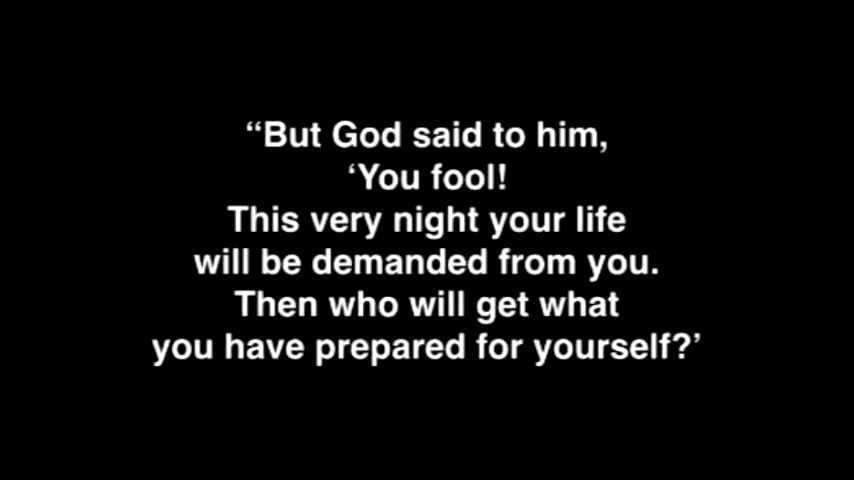 “But God said to him,
‘You fool!
This very night your life
will be demanded from you.
Then who will get what
you have prepared for yourself?’